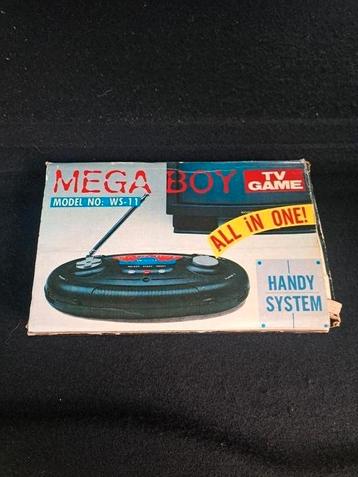 MEGA BOY TV GAME
MODEL NO: WS-11
ALL iN ONE!
HANDY
SYSTEM